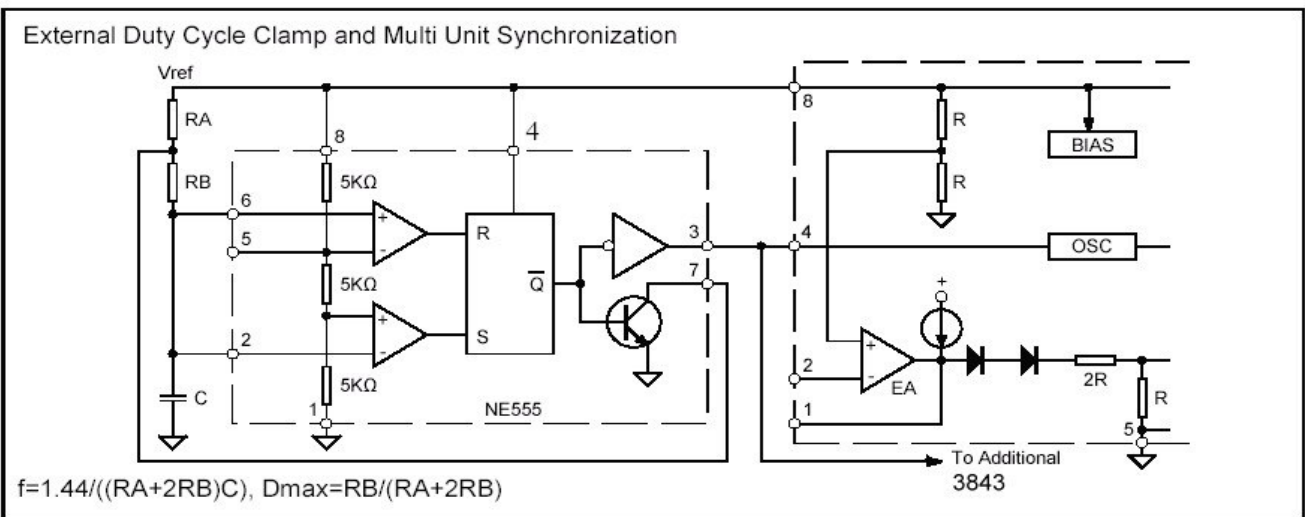 External Duty Cycle Clamp and Multi Unit Synchronization
Vref
RA
8
4
8
R
BIAS
RB
5KΩ
R
6
+
R
3
4
5
-
OSC
7
5KΩ
Q
+
+
S
2
-
2
+
-
EA
2R
R
5KΩ
C
1
NE555
1
5
To Additional
3843
f=1.44/((RA+2RB)C), Dmax=RB/(RA+2RB)